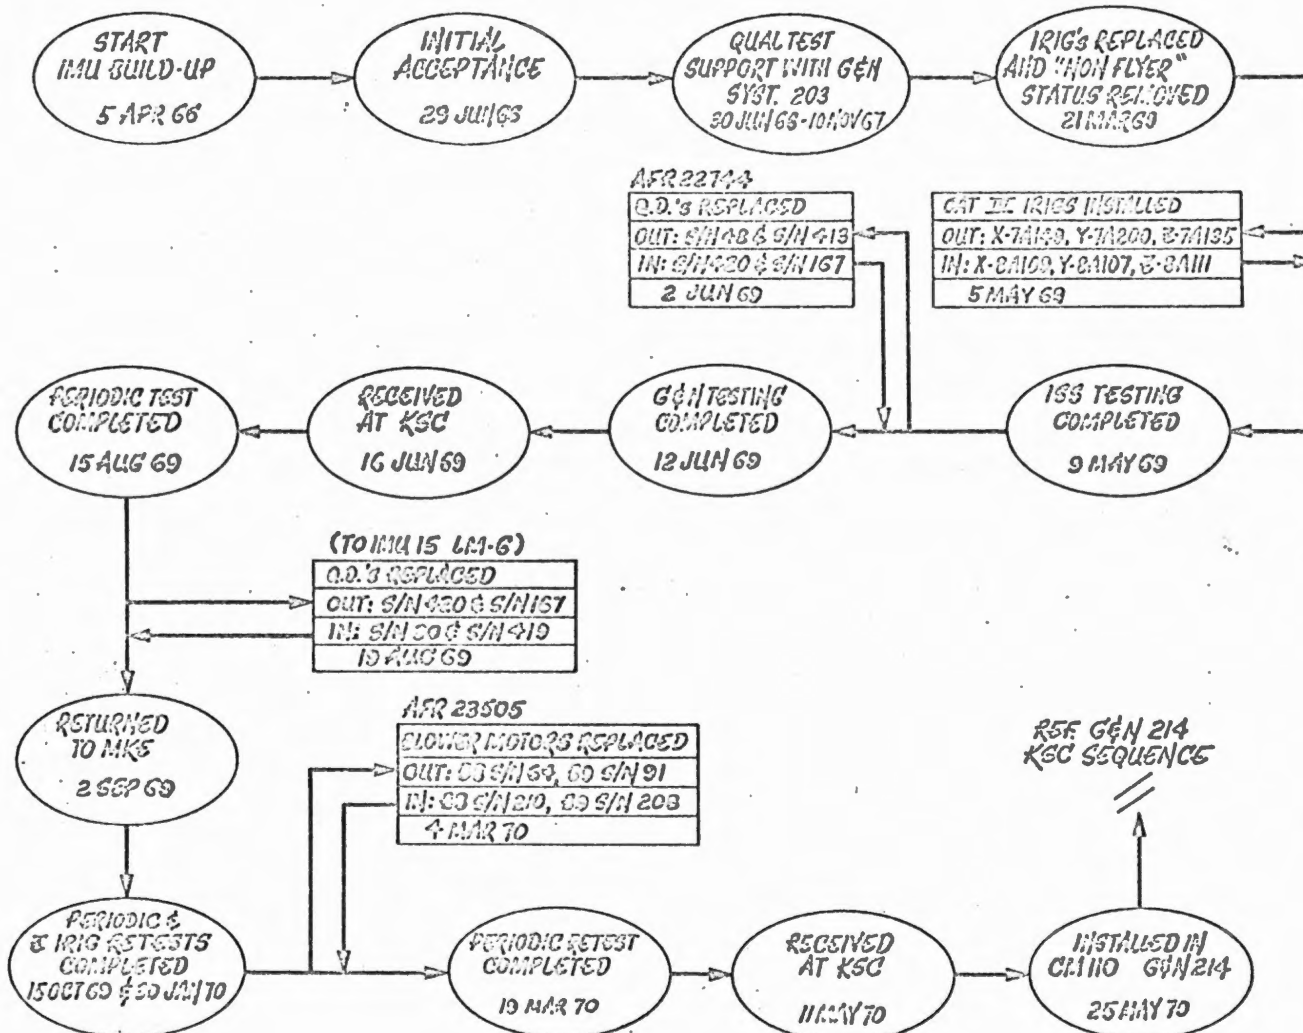 START
IMU BUILD-UP
5 APR 66
INITIAL
ACCEPTANCE
29 JUN 66
QUAL TEST
SUPPORT WITH G&N
SYST. 203
30 JUN 66 - 10 NOV 67
IRIG's REPLACED
AND "NON FLYER"
STATUS REMOVED
21 MAR 69
AFR 22744
Q.D.'s REPLACED
OUT: S/N 48 & S/N 413
IN: S/N 420 & S/N 167
2 JUN 69
CAT III IRIGS INSTALLED
OUT: X-7A149, Y-7A200, Z-7A195
IN: X-8A109, Y-8A107, Z-8A111
5 MAY 69
PERIODIC TEST
COMPLETED
15 AUG 69
RECEIVED
AT KSC
16 JUN 69
G&N TESTING
COMPLETED
12 JUN 69
ISS TESTING
COMPLETED
9 MAY 69
(TO IMU 15 LM-6)
Q.D.'s REPLACED
OUT: S/N 420 & S/N 167
IN: S/N & S/N 419
19 AUG 69
RETURNED
TO MKE
2 SEP 69
AFR 23505
BLOWER MOTORS REPLACED
OUT: S/N 64, S/N 91
IN: S/N 210, S/N 208
4 MAR 70
REF. G&N 214
KSC SEQUENCE
PERIODIC &
Z IRIG RETESTS
COMPLETED
15 OCT 69 & JAN 70
PERIODIC RETEST
COMPLETED
19 MAR 70
RECEIVED
AT KSC
11 MAY 70
INSTALLED IN
CM 110 G&N 214
25 MAY 70